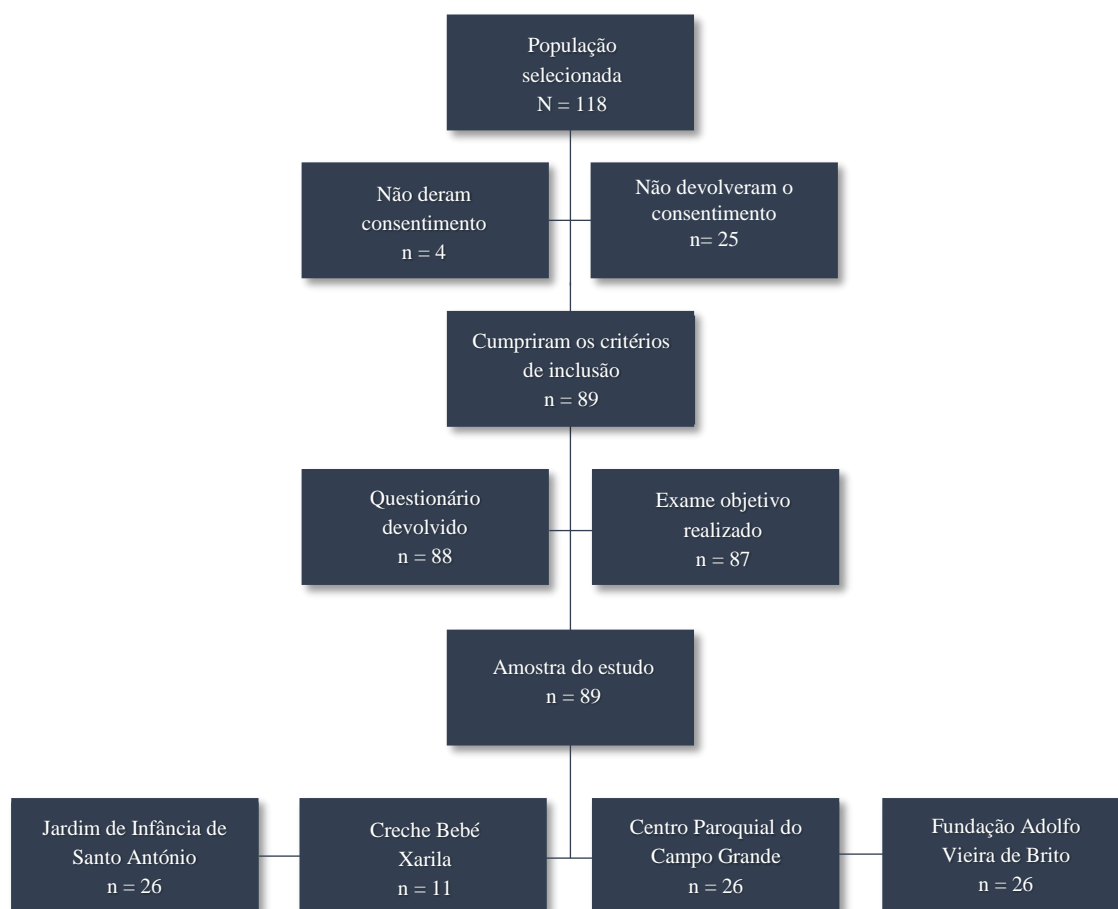 População
selecionada
N = 118
Não deram
consentimento
n = 4
Não devolveram o
consentimento
n= 25
Cumpriram os critérios
de inclusão
n = 89
Questionário
devolvido
n = 88
Exame objetivo
realizado
n = 87
Amostra do estudo
n = 89
Jardim de Infância de
Santo António
n = 26
Creche Bebé
Xarila
n = 11
Centro Paroquial do
Campo Grande
n = 26
Fundação Adolfo
Vieira de Brito
n = 26